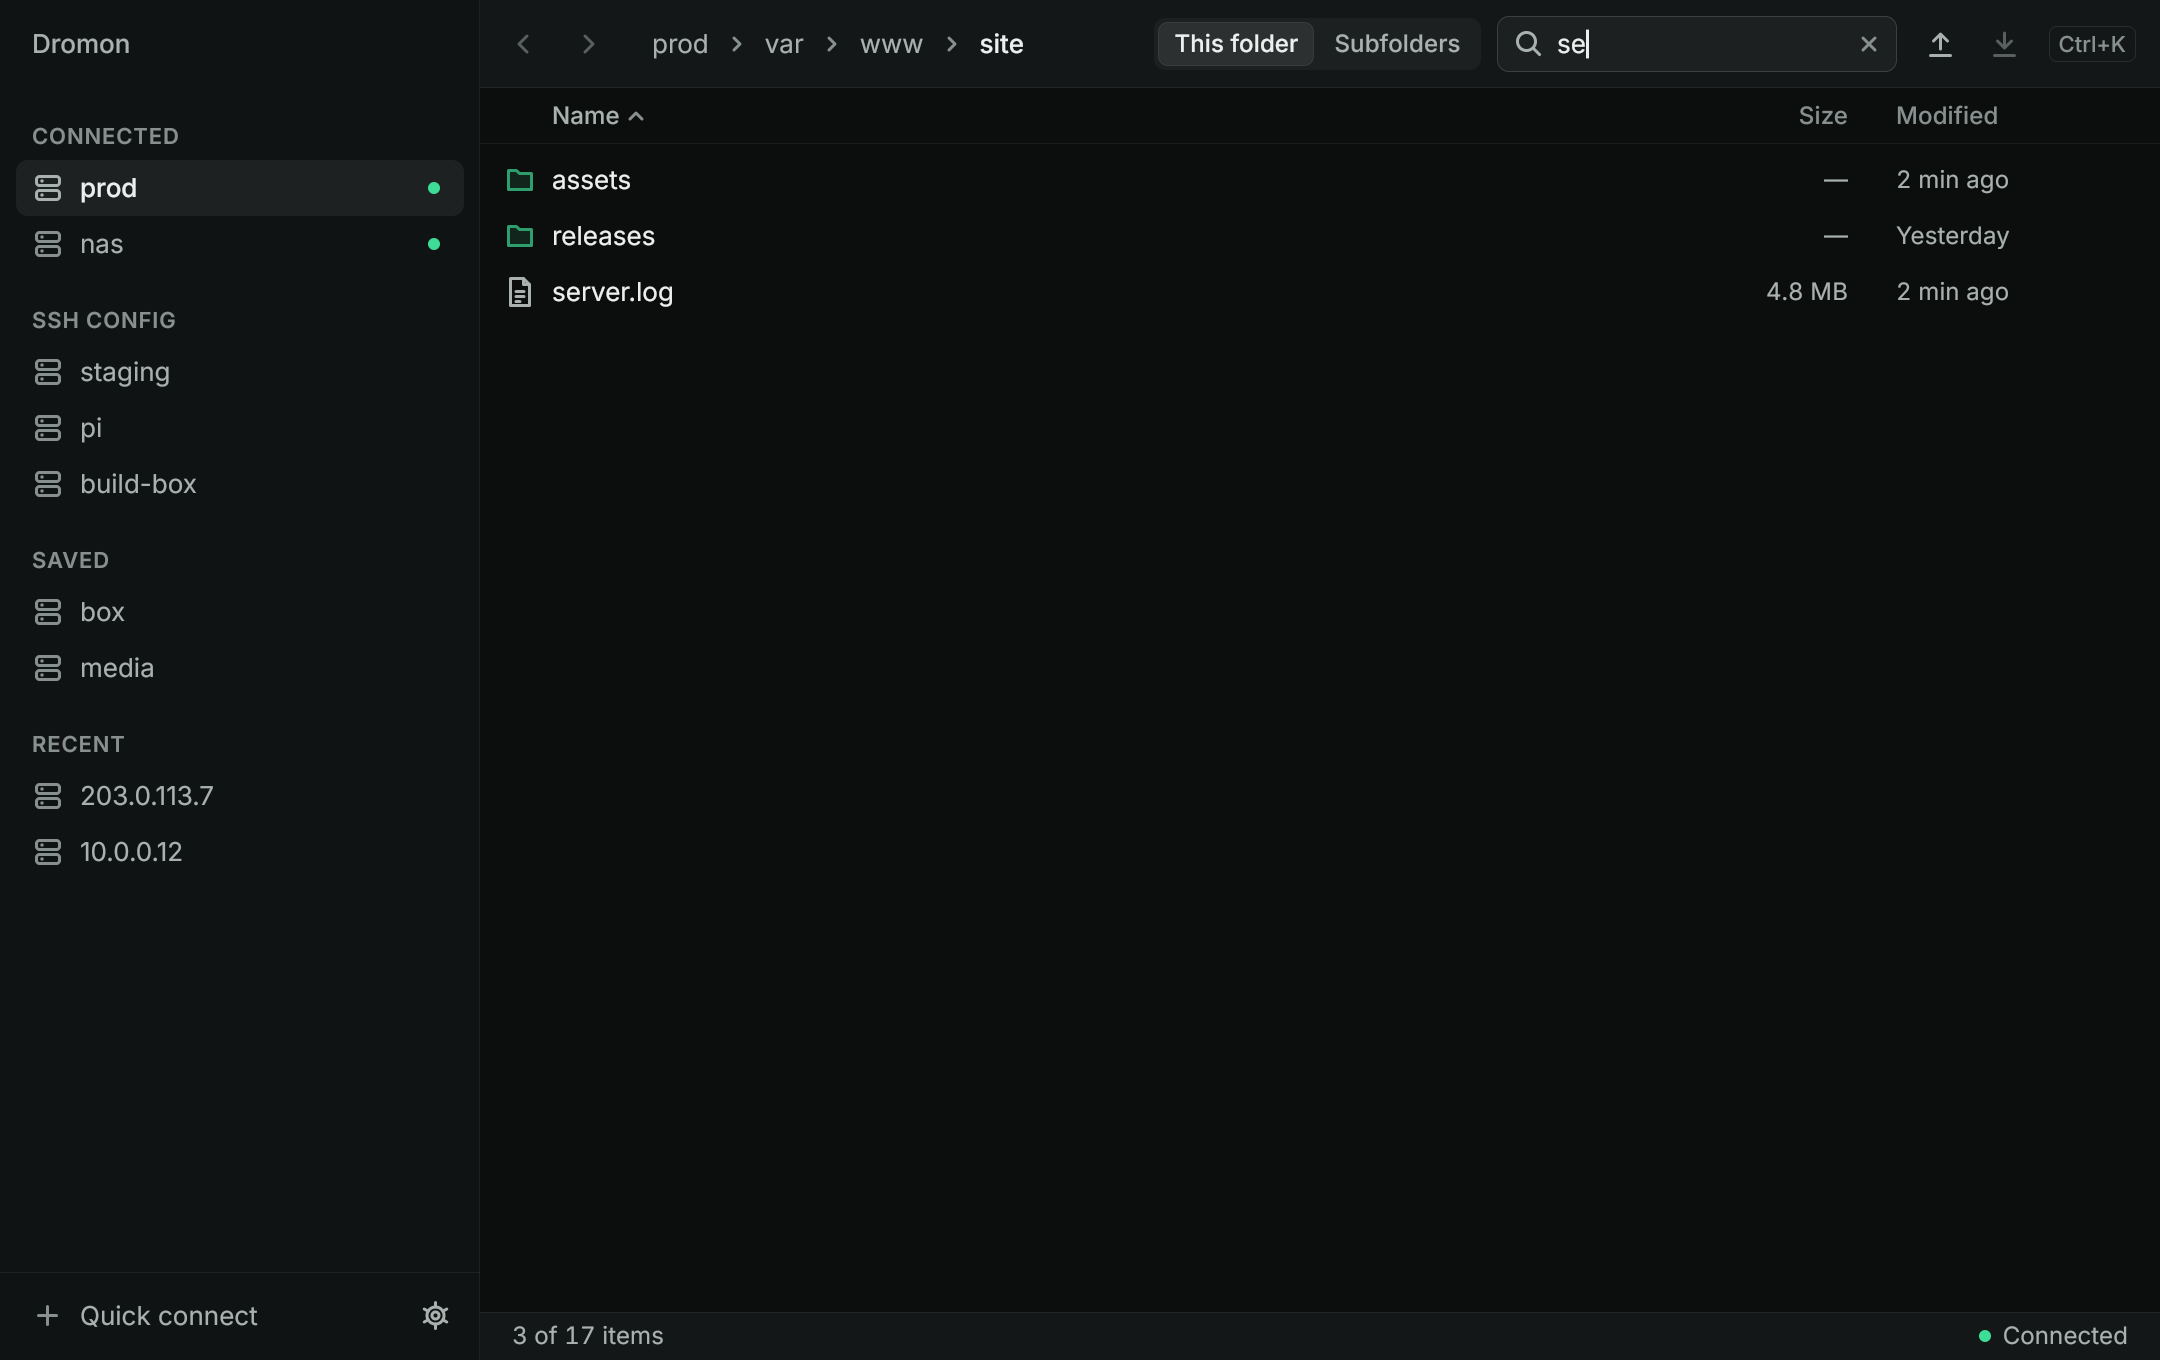 Dromon
CONNECTED
prod
nas
SSH CONFIG
staging
pi
build-box
SAVED
box
media
RECENT
203.0.113.7
10.0.0.12
Quick connect
prod var www site
This folder Subfolders
se
Ctrl+K
Name Size Modified
assets — 2 min ago
releases — Yesterday
server.log 4.8 MB 2 min ago
3 of 17 items
Connected